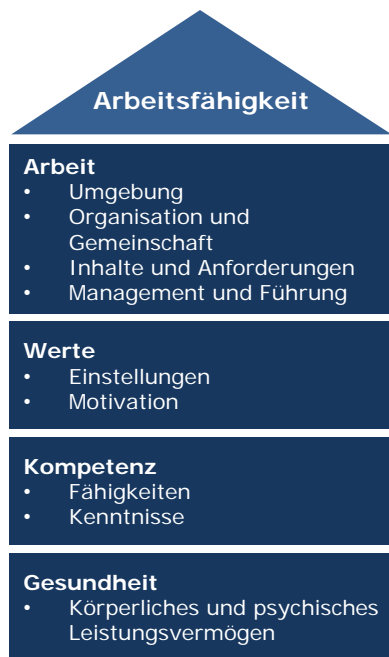 Arbeitsfähigkeit
Arbeit
• Umgebung
• Organisation und
Gemeinschaft
• Inhalte und Anforderungen
• Management und Führung
Werte
• Einstellungen
• Motivation
Kompetenz
• Fähigkeiten
• Kenntnisse
Gesundheit
• Körperliches und psychisches
Leistungsvermögen